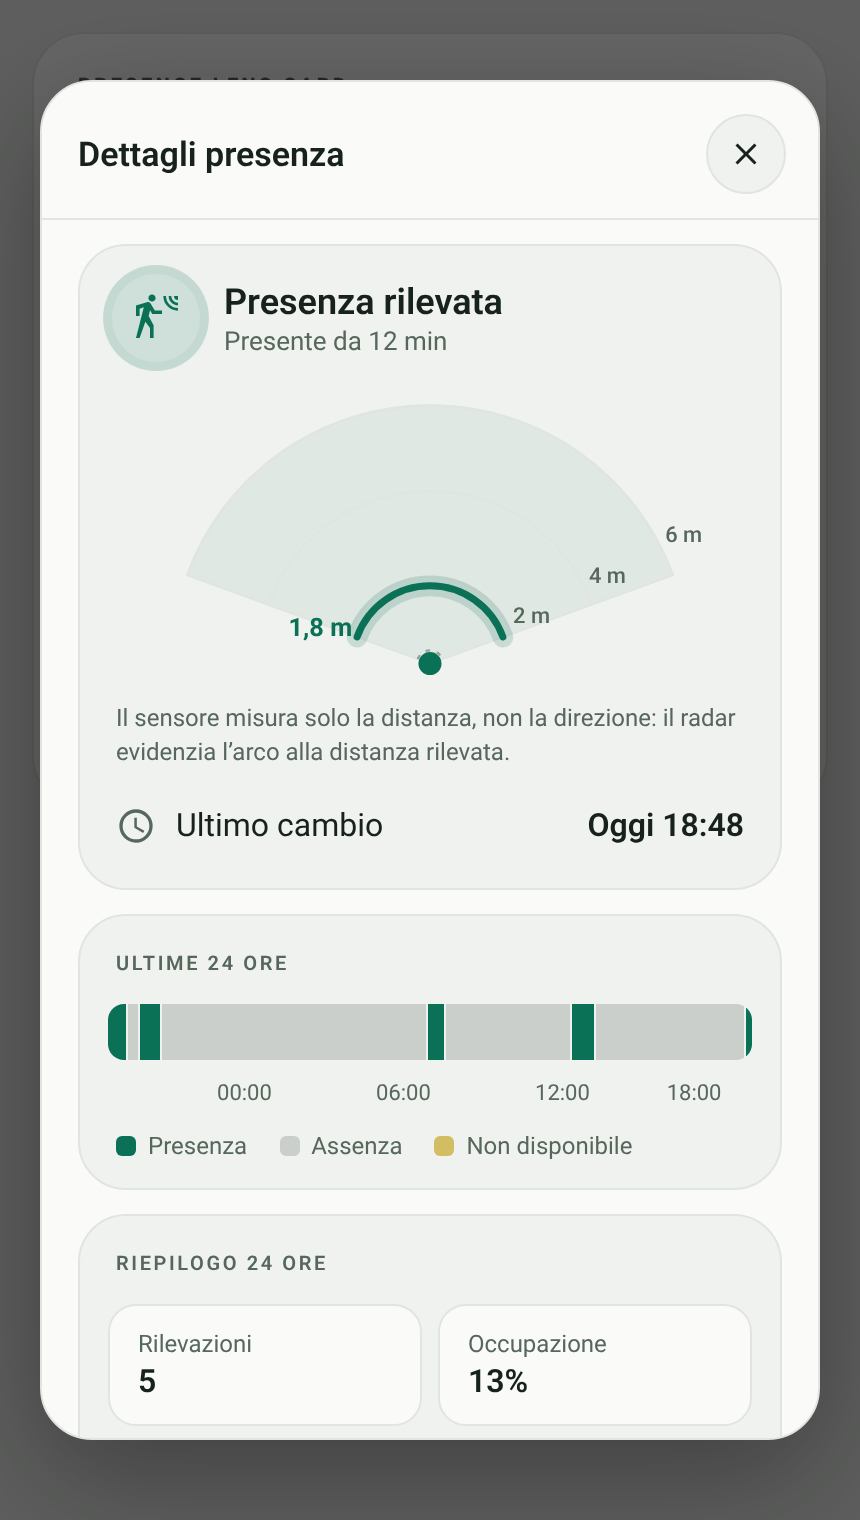 Dettagli presenza
Presenza rilevata
Presente da 12 min
6 m
4 m
2 m
1,8 m
Il sensore misura solo la distanza, non la direzione: il radar
evidenzia l’arco alla distanza rilevata.
Ultimo cambio
Oggi 18:48
ULTIME 24 ORE
00:00 06:00 12:00 18:00
Presenza Assenza Non disponibile
RIEPILOGO 24 ORE
Rilevazioni
5
Occupazione
13%